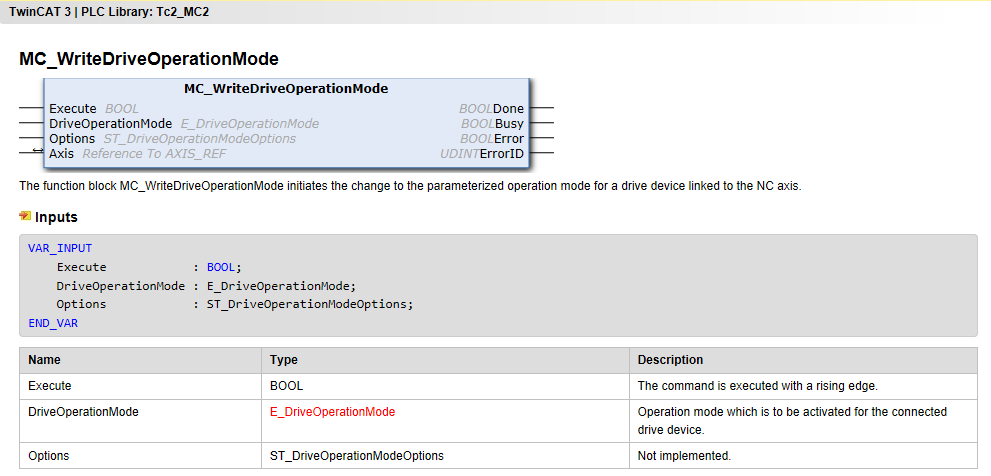 TwinCAT 3 | PLC Library: Tc2_MC2
MC_WriteDriveOperationMode
MC_WriteDriveOperationMode
Execute BOOL BOOL Done
DriveOperationMode E_DriveOperationMode BOOL Busy
Options ST_DriveOperationModeOptions BOOL Error
Axis Reference To AXIS_REF UDINT ErrorID
The function block MC_WriteDriveOperationMode initiates the change to the parameterized operation mode for a drive device linked to the NC axis.
Inputs
VAR_INPUT
Execute : BOOL;
DriveOperationMode : E_DriveOperationMode;
Options : ST_DriveOperationModeOptions;
END_VAR
Name Type Description
Execute BOOL The command is executed with a rising edge.
DriveOperationMode E_DriveOperationMode Operation mode which is to be activated for the connected
drive device.
Options ST_DriveOperationModeOptions Not implemented.